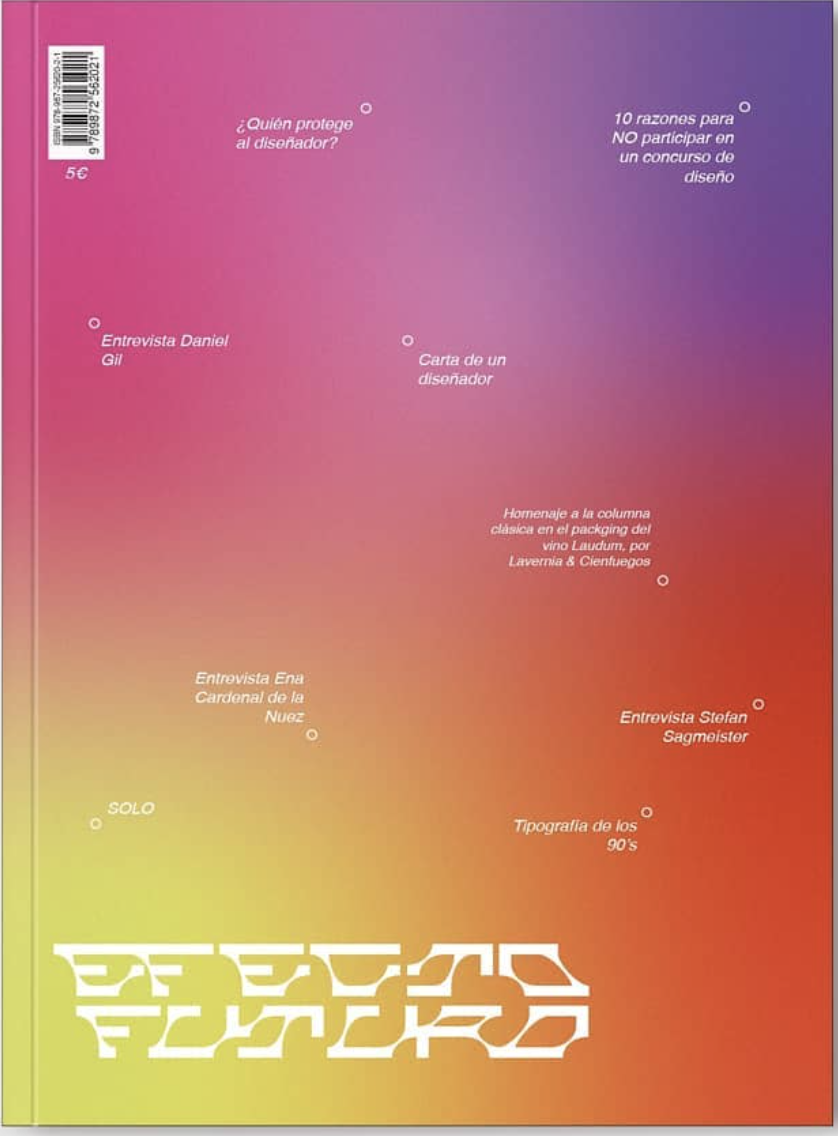 ISBN 978-987-25620-2-1
9 789872 562021
5€
¿Quién protege
al diseñador?
10 razones para
NO participar en
un concurso de
diseño
Entrevista Daniel
Gil
Carta de un
diseñador
Homenaje a la columna
clásica en el packging del
vino Laudum, por
Lavernia & Cienfuegos
Entrevista Ena
Cardenal de la
Nuez
Entrevista Stefan
Sagmeister
SOLO
Tipografía de los
90's
EFECTO
FUTURO